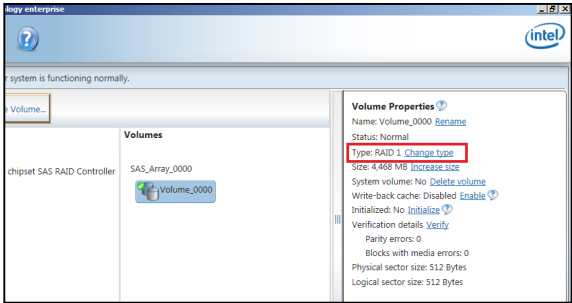 ology enterprise
intel
r system is functioning normally.
e Volume...
Volumes
chipset SAS RAID Controller
SAS_Array_0000
Volume_0000
Volume Properties
Name: Volume_0000 Rename
Status: Normal
Type: RAID 1 Change type
Size: 4,468 MB Increase size
System volume: No Delete volume
Write-back cache: Disabled Enable
Initialized: No Initialize
Verification details Verify
Parity errors: 0
Blocks with media errors: 0
Physical sector size: 512 Bytes
Logical sector size: 512 Bytes